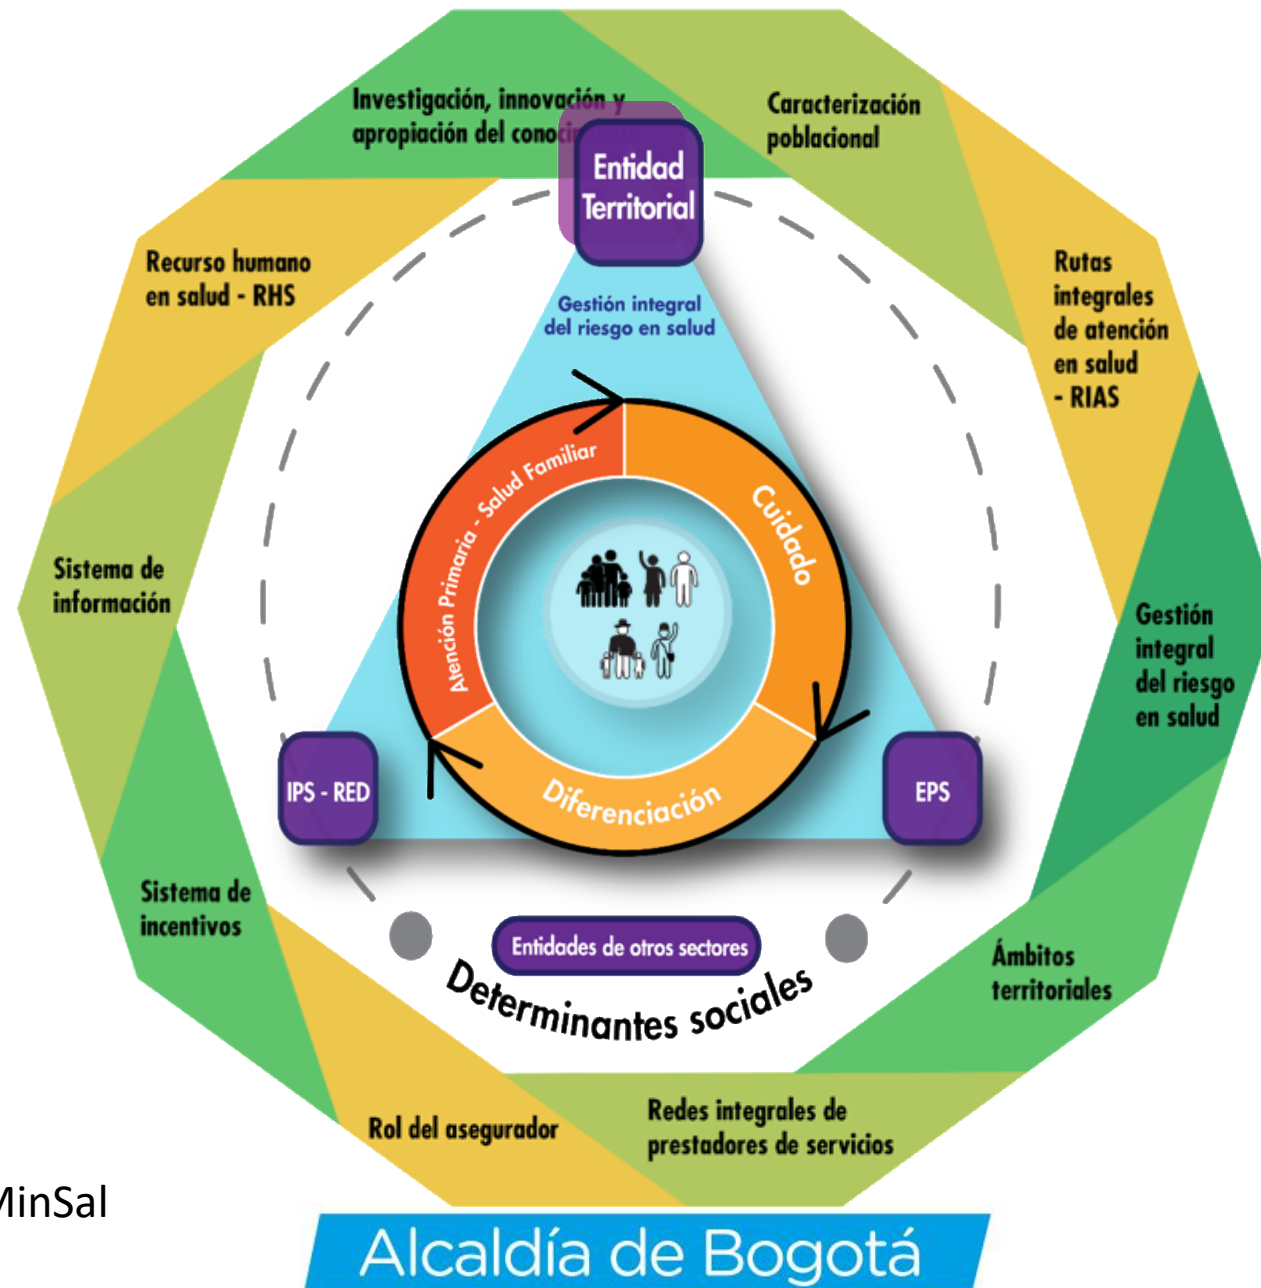 Investigación, innovación y
apropiación del
Caracterización
poblacional
Entidad
Territorial
Recurso humano
en salud - RHS
Rutas
integrales
de atención
en salud
- RIAS
Gestión integral
del riesgo en salud
Atención Primaria - Salud Familiar
Cuidado
Diferenciación
Sistema de
información
Gestión
integral
del riesgo
en salud
IPS - RED
EPS
Sistema de
incentivos
Entidades de otros sectores
Determinantes sociales
Ámbitos
territoriales
Rol del asegurador
Redes integrales de
prestadores de servicios
MinSal
Alcaldía de Bogotá